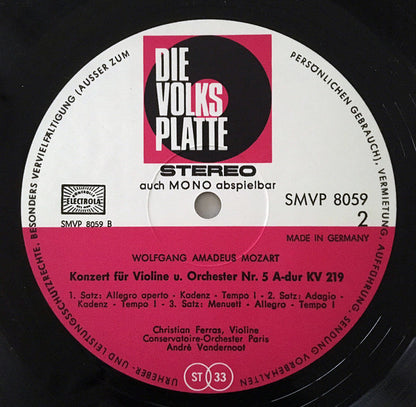 DIE
VOLKS
PLATTE
STEREO
auch MONO abspielbar
ELECTROLA
SMVP 8059 B
SMVP 8059
2
MADE IN GERMANY
WOLFGANG AMADEUS MOZART
Konzert für Violine u. Orchester Nr. 5 A-dur KV 219
1. Satz: Allegro aperto - Kadenz - Tempo I - 2. Satz: Adagio -
Kadenz - Tempo I - 3. Satz: Menuett - Allegro - Tempo I
Christian Ferras, Violine
Conservatoire-Orchester Paris
André Vandernoot
ST 33
URHEBER- UND LEISTUNGSSCHUTZRECHTE, BESONDERS VERVIELFÄLTIGUNG (AUSSER ZUM PERSÖNLICHEN GEBRAUCH), VERMIETUNG, AUFFÜHRUNG, SENDUNG VORBEHALTEN